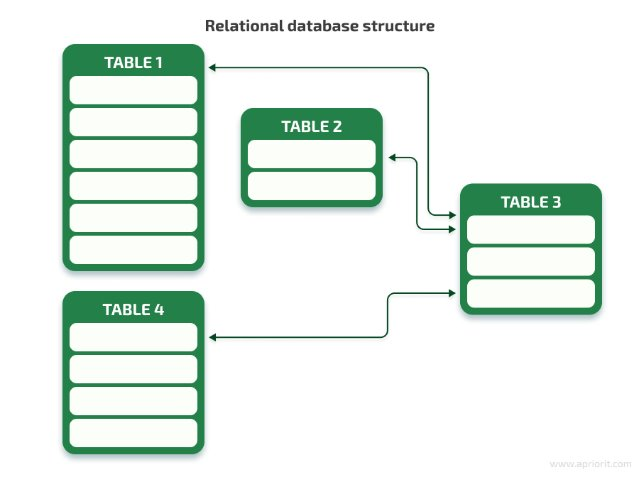 Relational database structure
TABLE 1
TABLE 2
TABLE 3
TABLE 4
www.apriorit.com